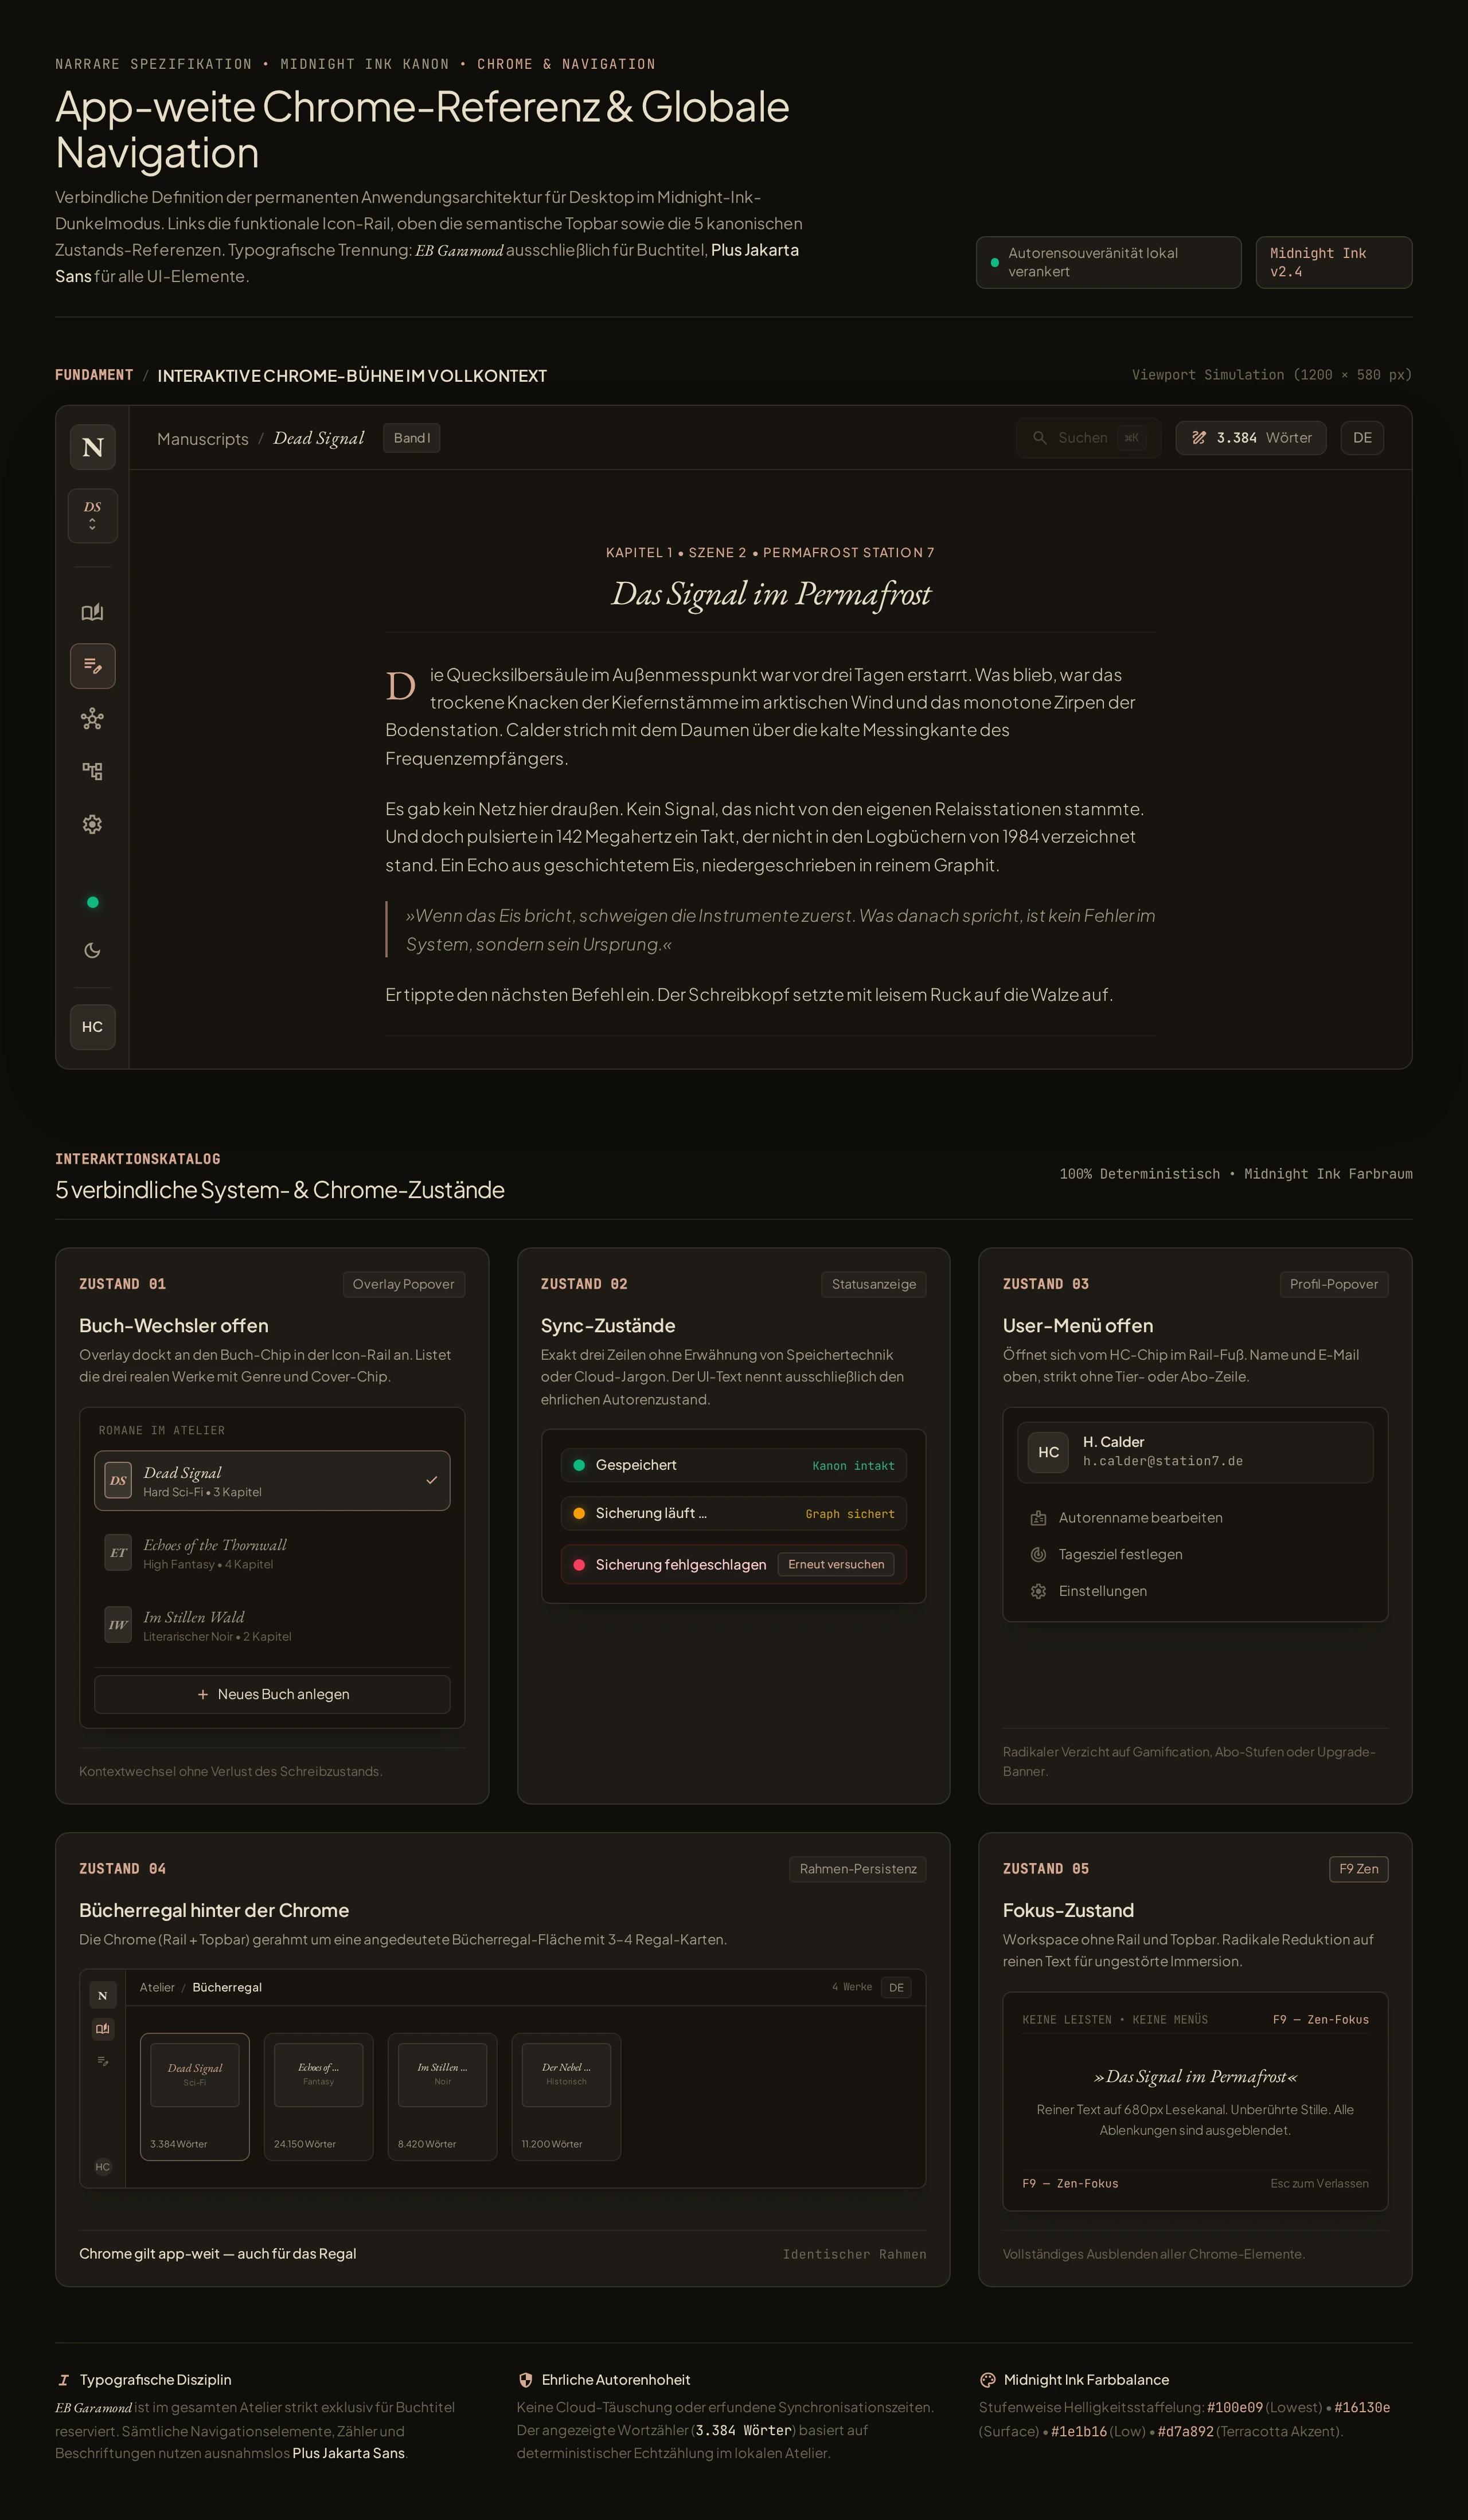 NARRARE SPEZIFIKATION • MIDNIGHT INK KANON • CHROME & NAVIGATION
App-weite Chrome-Referenz & Globale
Navigation
Verbindliche Definition der permanenten Anwendungsarchitektur für Desktop im Midnight-Ink-
Dunkelmodus. Links die funktionale Icon-Rail, oben die semantische Topbar sowie die 5 kanonischen
Zustands-Referenzen. Typografische Trennung: EB Garamond ausschließlich für Buchtitel, Plus Jakarta
Sans für alle UI-Elemente.
Autorensouveränität lokal
verankert
Midnight Ink
v2.4
FUNDAMENT / INTERAKTIVE CHROME-BÜHNE IM VOLLKONTEXT
Viewport Simulation (1200 × 580 px)
N
Manuscripts / Dead Signal
Band I
Suchen ⌘K
3.384 Wörter
DE
DS
KAPITEL 1 • SZENE 2 • PERMAFROST STATION 7
Das Signal im Permafrost
Die Quecksilbersäule im Außenmesspunkt war vor drei Tagen erstarrt. Was blieb, war das
trockene Knacken der Kiefernstämme im arktischen Wind und das monotone Zirpen der
Bodenstation. Calder strich mit dem Daumen über die kalte Messingkante des
Frequenzempfängers.
Es gab kein Netz hier draußen. Kein Signal, das nicht von den eigenen Relaisstationen stammte.
Und doch pulsierte in 142 Megahertz ein Takt, der nicht in den Logbüchern von 1984 verzeichnet
stand. Ein Echo aus geschichtetem Eis, niedergeschrieben in reinem Graphit.
»Wenn das Eis bricht, schweigen die Instrumente zuerst. Was danach spricht, ist kein Fehler im
System, sondern sein Ursprung.«
Er tippte den nächsten Befehl ein. Der Schreibkopf setzte mit leisem Ruck auf die Walze auf.
HC
INTERAKTIONSKATALOG
5 verbindliche System- & Chrome-Zustände
100% Deterministisch • Midnight Ink Farbraum
ZUSTAND 01
Overlay Popover
Buch-Wechsler offen
Overlay dockt an den Buch-Chip in der Icon-Rail an. Listet
die drei realen Werke mit Genre und Cover-Chip.
ROMANE IM ATELIER
DS
Dead Signal
Hard Sci-Fi • 3 Kapitel
ET
Echoes of the Thornwall
High Fantasy • 4 Kapitel
IW
Im Stillen Wald
Literarischer Noir • 2 Kapitel
+ Neues Buch anlegen
Kontextwechsel ohne Verlust des Schreibzustands.
ZUSTAND 02
Statusanzeige
Sync-Zustände
Exakt drei Zeilen ohne Erwähnung von Speichertechnik
oder Cloud-Jargon. Der UI-Text nennt ausschließlich den
ehrlichen Autorenzustand.
Gespeichert
Kanon intakt
Sicherung läuft …
Graph sichert
Sicherung fehlgeschlagen
Erneut versuchen
ZUSTAND 03
Profil-Popover
User-Menü offen
Öffnet sich vom HC-Chip im Rail-Fuß. Name und E-Mail
oben, strikt ohne Tier- oder Abo-Zeile.
HC
H. Calder
h.calder@station7.de
Autorenname bearbeiten
Tagesziel festlegen
Einstellungen
Radikaler Verzicht auf Gamification, Abo-Stufen oder Upgrade-
Banner.
ZUSTAND 04
Rahmen-Persistenz
Bücherregal hinter der Chrome
Die Chrome (Rail + Topbar) gerahmt um eine angedeutete Bücherregal-Fläche mit 3–4 Regal-Karten.
N
Atelier / Bücherregal
4 Werke
DE
Dead Signal
Sci-Fi
3.384 Wörter
Echoes of …
Fantasy
24.150 Wörter
Im Stillen …
Noir
8.420 Wörter
Der Nebel …
Historisch
11.200 Wörter
HC
Chrome gilt app-weit — auch für das Regal
Identischer Rahmen
ZUSTAND 05
F9 Zen
Fokus-Zustand
Workspace ohne Rail und Topbar. Radikale Reduktion auf
reinen Text für ungestörte Immersion.
KEINE LEISTEN • KEINE MENÜS
F9 — Zen-Fokus
»Das Signal im Permafrost«
Reiner Text auf 680px Lesekanal. Unberührte Stille. Alle
Ablenkungen sind ausgeblendet.
F9 — Zen-Fokus
Esc zum Verlassen
Vollständiges Ausblenden aller Chrome-Elemente.
Typografische Disziplin
EB Garamond ist im gesamten Atelier strikt exklusiv für Buchtitel
reserviert. Sämtliche Navigationselemente, Zähler und
Beschriftungen nutzen ausnahmslos Plus Jakarta Sans.
Ehrliche Autorenhoheit
Keine Cloud-Täuschung oder erfundene Synchronisationszeiten.
Der angezeigte Wortzähler (3.384 Wörter) basiert auf
deterministischer Echtzählung im lokalen Atelier.
Midnight Ink Farbbalance
Stufenweise Helligkeitsstaffelung: #100e09 (Lowest) • #16130e
(Surface) • #1e1b16 (Low) • #d7a892 (Terracotta Akzent).